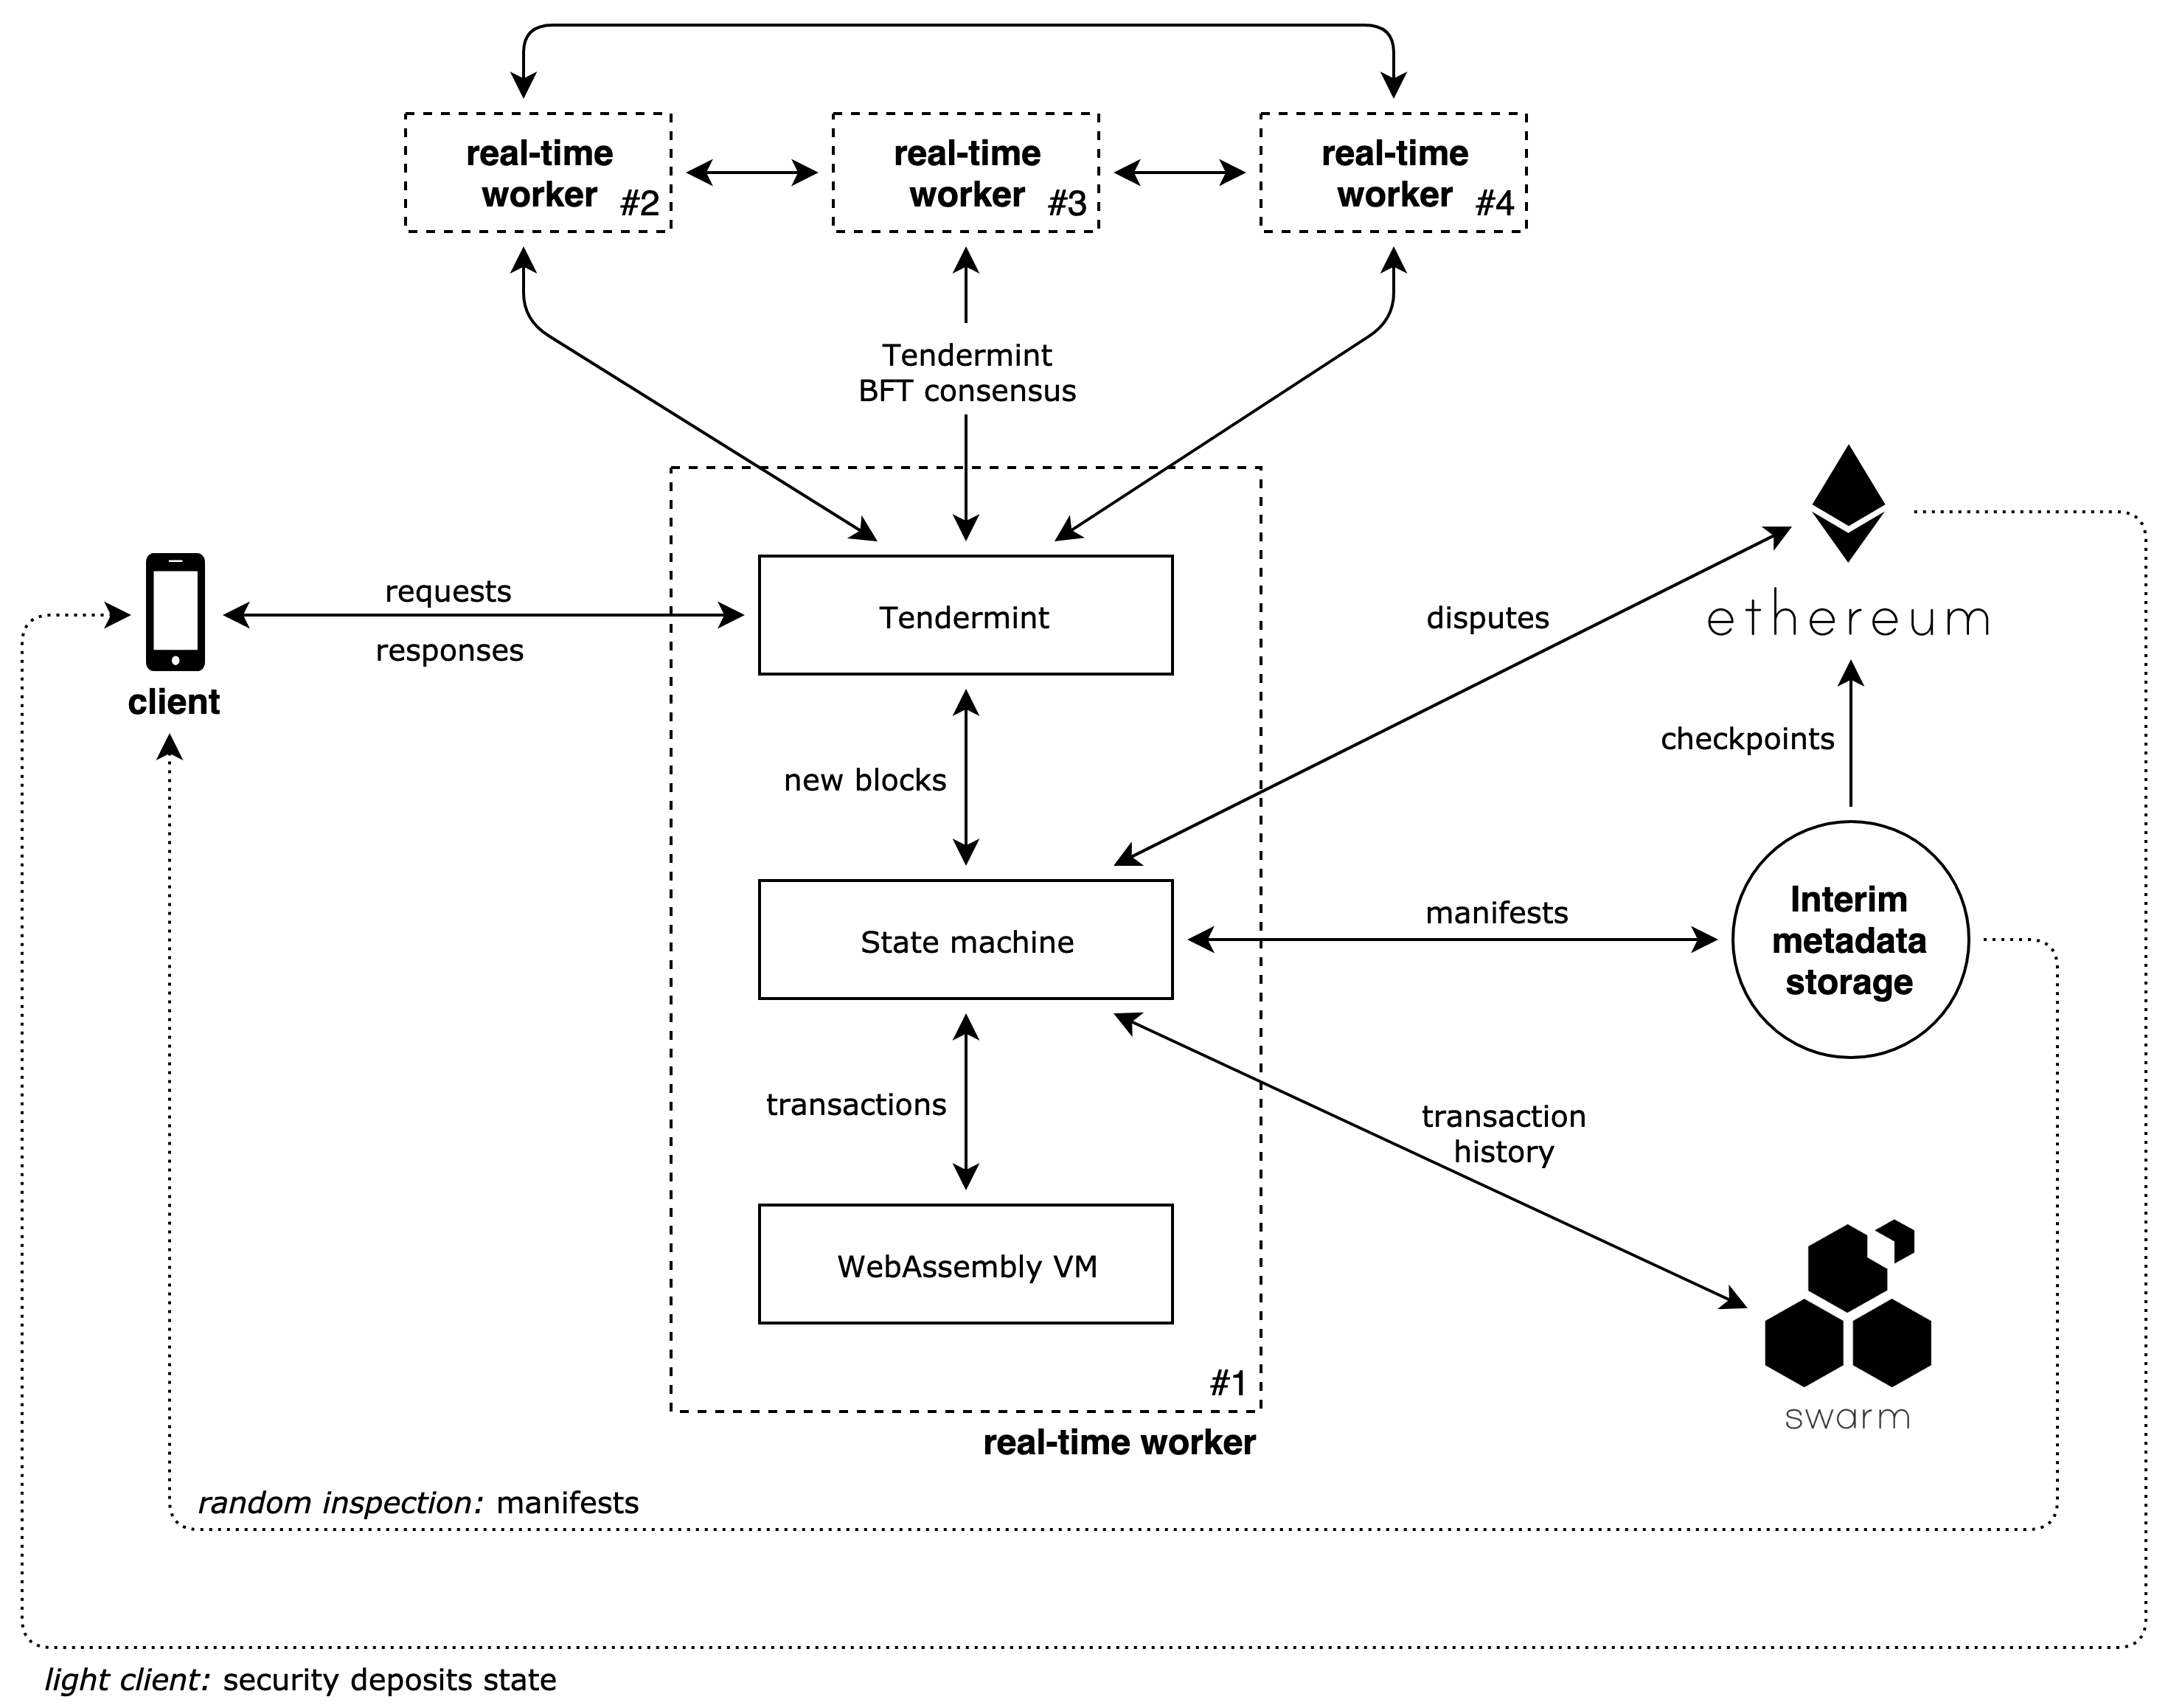 real-time
worker #2
real-time
worker #3
real-time
worker #4
Tendermint
BFT consensus
requests
responses
client
Tendermint
disputes
ethereum
new blocks
checkpoints
State machine
manifests
Interim
metadata
storage
transactions
transaction
history
WebAssembly VM
#1
real-time worker
swarm
random inspection: manifests
light client: security deposits state